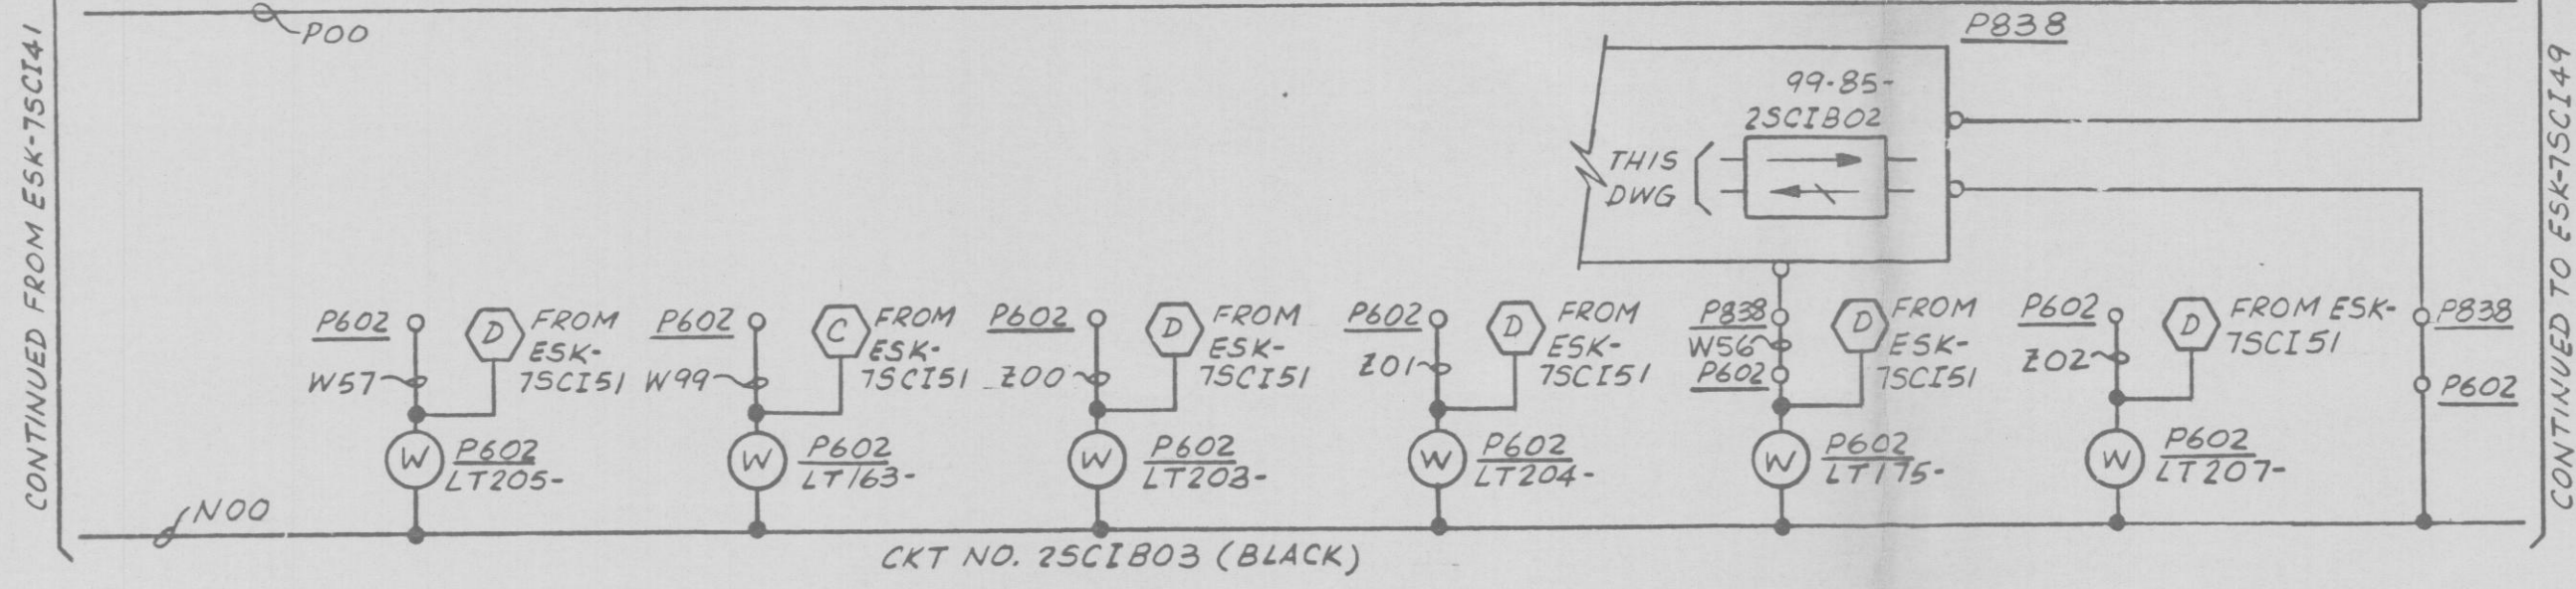 CONTINUED FROM ESK-7SCI41
P00
P838
99-85-
2SCIB02
THIS
DWG
P602
W57
D
FROM
ESK-
7SCI51
W
P602
LT205-
P602
W99
C
FROM
ESK-
7SCI51
W
P602
LT163-
P602
Z00
D
FROM
ESK-
7SCI51
W
P602
LT203-
P602
Z01
D
FROM
ESK-
7SCI51
W
P602
LT204-
P838
W56
P602
D
FROM
ESK-
7SCI51
W
P602
LT175-
P602
Z02
D
FROM ESK-
7SCI51
W
P602
LT207-
P838
P602
N00
CKT NO. 2SCIB03 (BLACK)
CONTINUED TO ESK-7SCI49